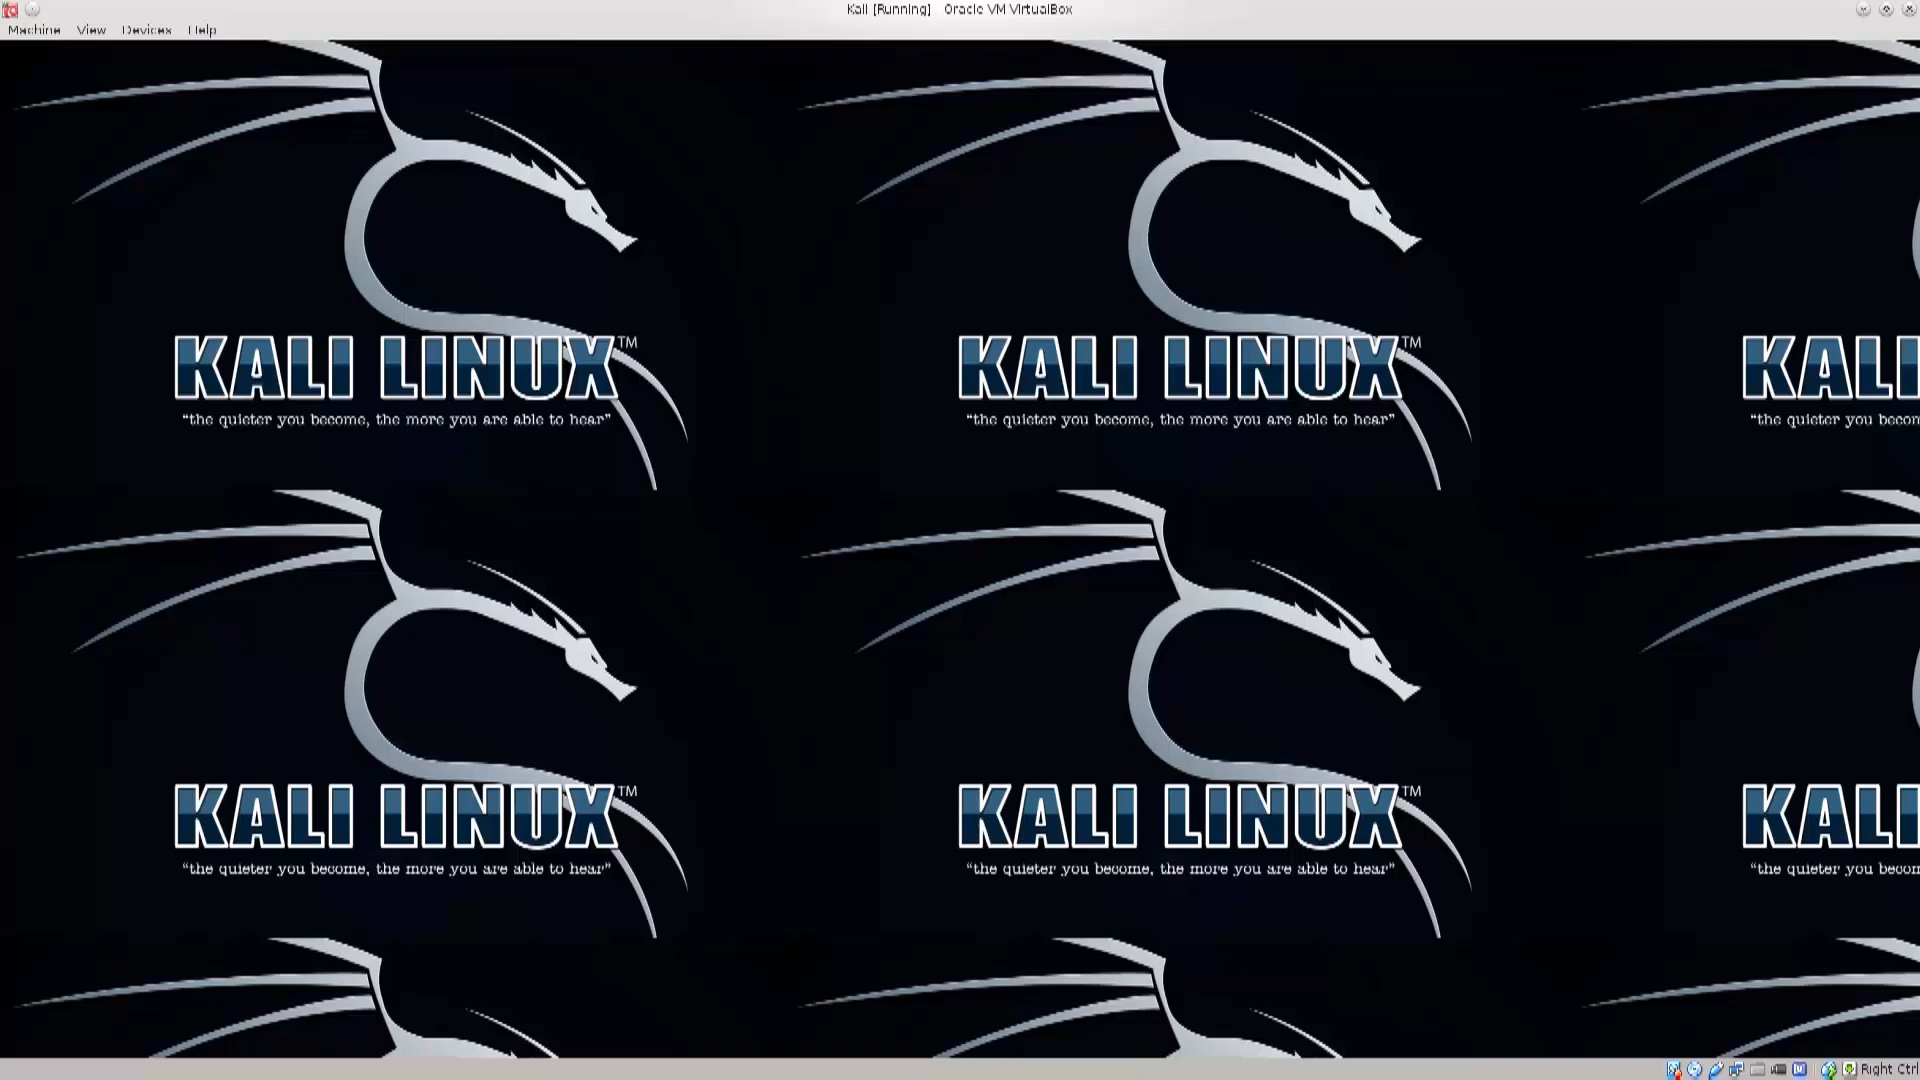 Kali [Running] Oracle VM VirtualBox
Machine View Devices Help
KALI LINUX™ KALI LINUX™ KALI
“the quieter you become, the more you are able to hear” “the quieter you become, the more you are able to hear” “the quieter you becom
KALI LINUX™ KALI LINUX™ KALI
“the quieter you become, the more you are able to hear” “the quieter you become, the more you are able to hear” “the quieter you becom
Right Ctrl